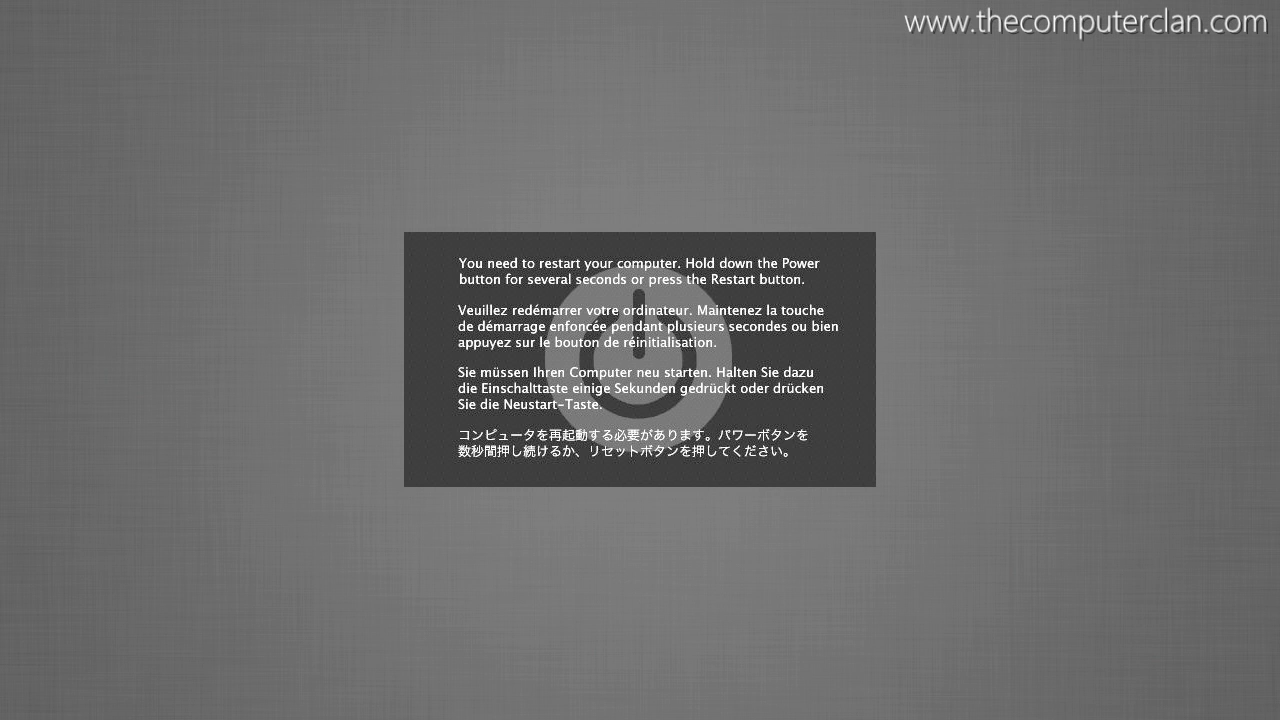 www.thecomputerclan.com
You need to restart your computer. Hold down the Power
button for several seconds or press the Restart button.
Veuillez redémarrer votre ordinateur. Maintenez la touche
de démarrage enfoncée pendant plusieurs secondes ou bien
appuyez sur le bouton de réinitialisation.
Sie müssen Ihren Computer neu starten. Halten Sie dazu
die Einschalttaste einige Sekunden gedrückt oder drücken
Sie die Neustart-Taste.
コンピュータを再起動する必要があります。パワーボタンを
数秒間押し続けるか、リセットボタンを押してください。